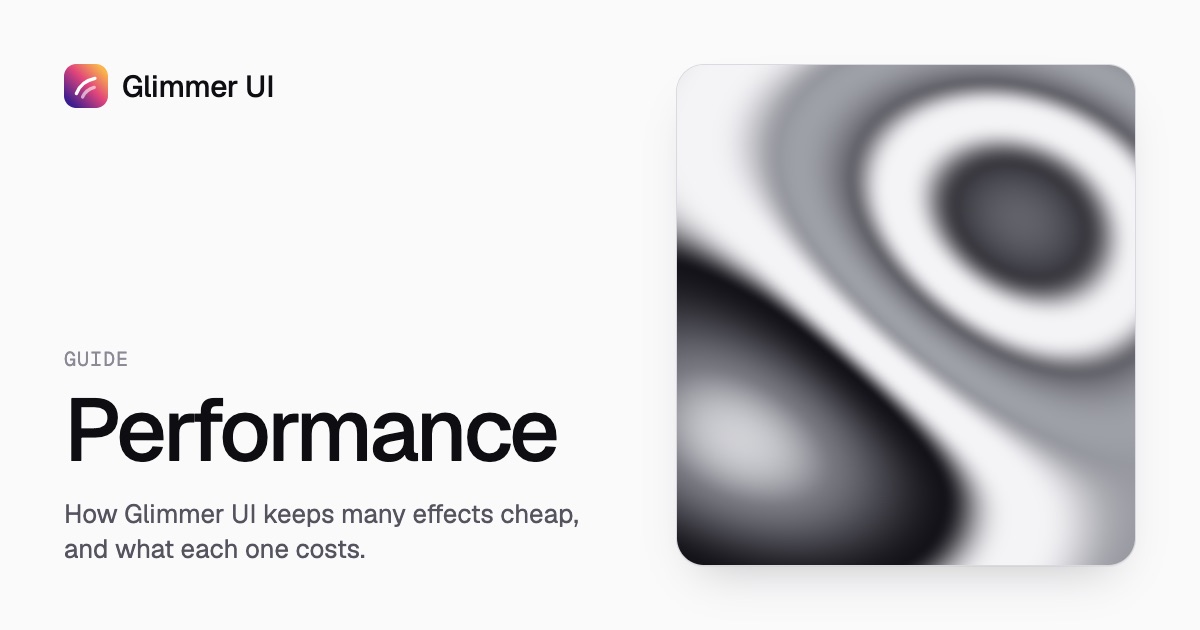 Glimmer UI
GUIDE
Performance
How Glimmer UI keeps many effects cheap,
and what each one costs.